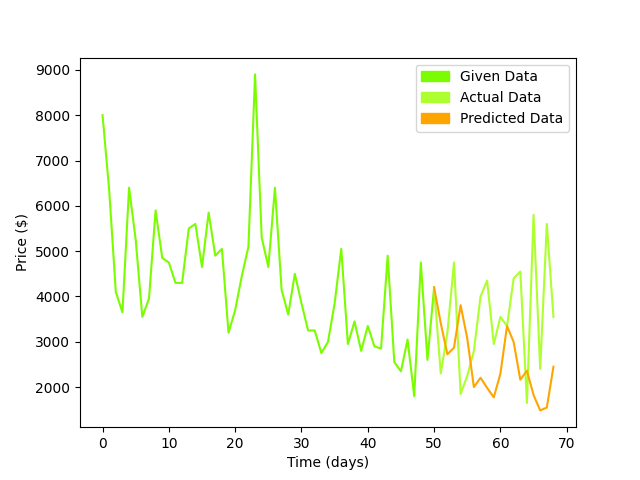 Given Data
Actual Data
Predicted Data
9000
8000
7000
6000
5000
4000
3000
2000
Price ($)
0 10 20 30 40 50 60 70
Time (days)